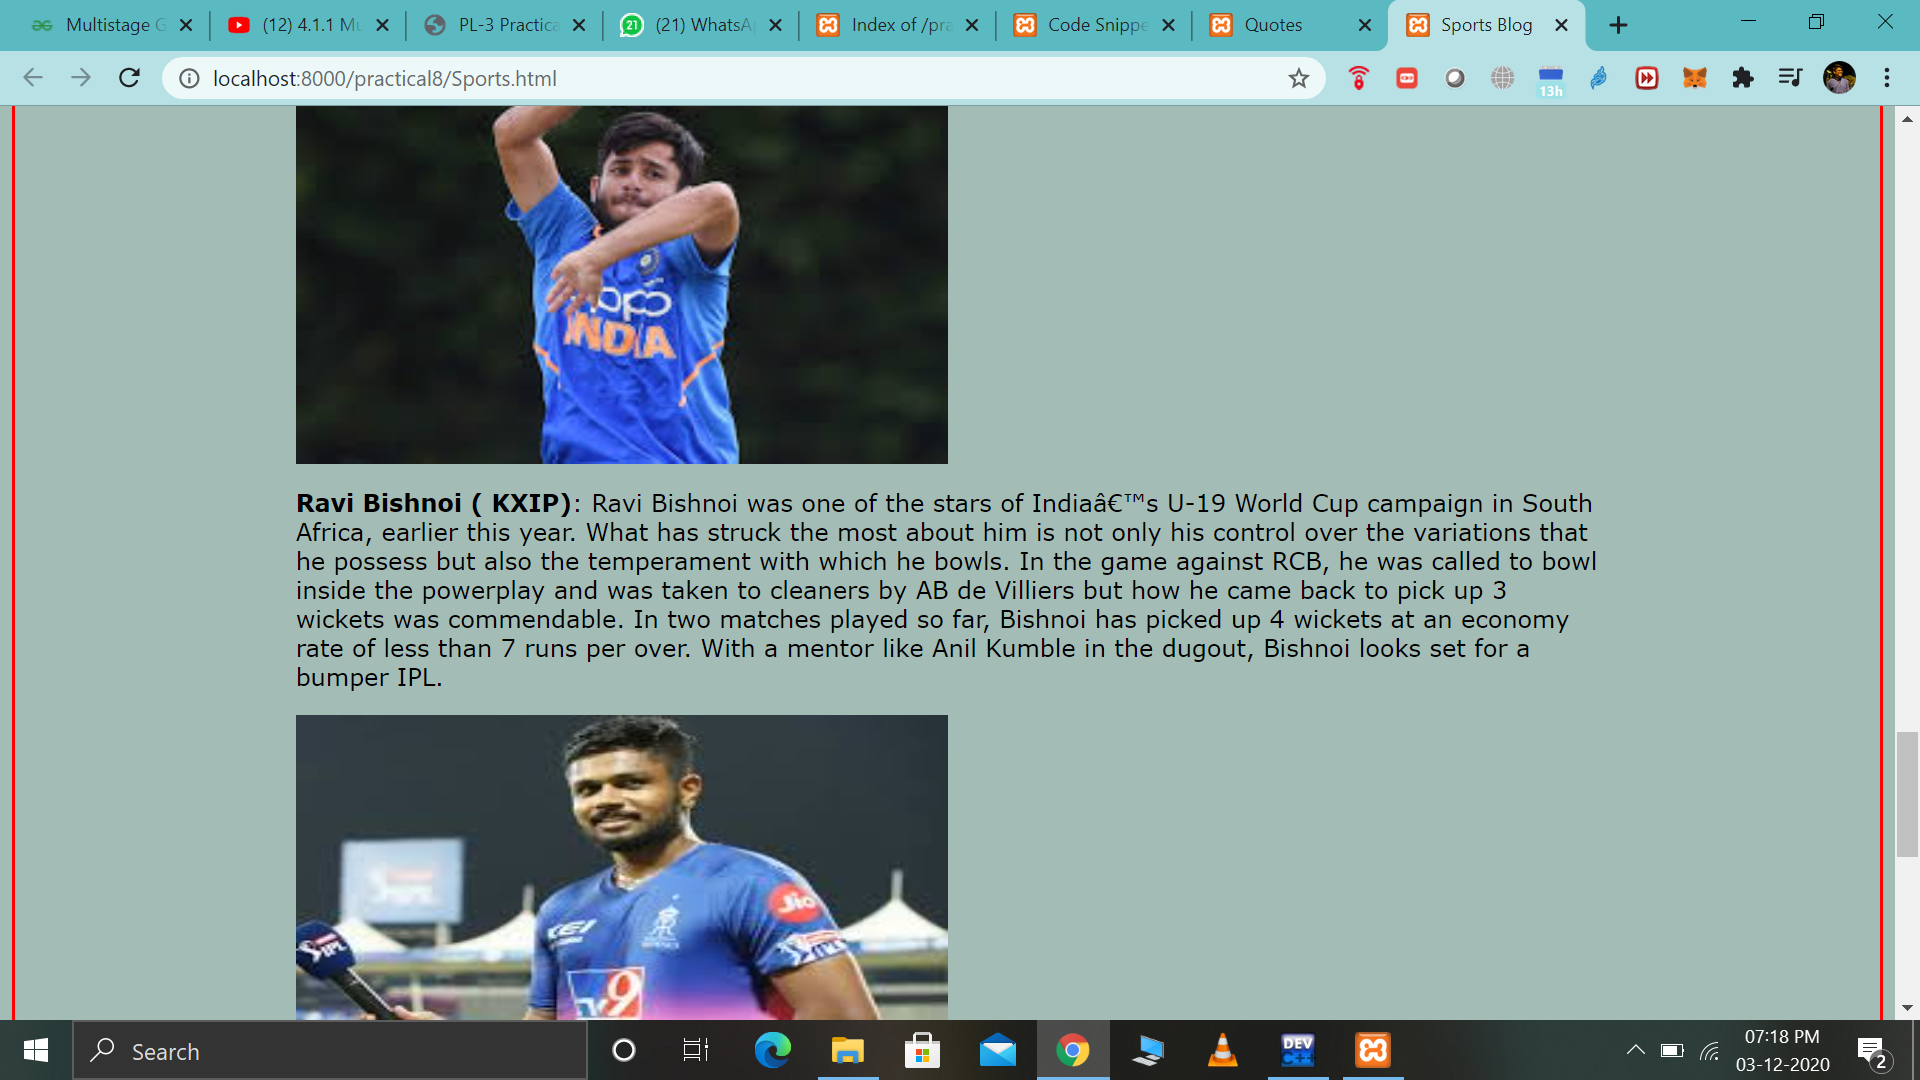 Multistage G
(12) 4.1.1 Mu
PL-3 Practica
(21) WhatsA
Index of /pra
Code Snippe
Quotes
Sports Blog
localhost:8000/practical8/Sports.html
13h
oppo
INDIA
Ravi Bishnoi ( KXIP): Ravi Bishnoi was one of the stars of Indiaâ€™s U-19 World Cup campaign in South
Africa, earlier this year. What has struck the most about him is not only his control over the variations that
he possess but also the temperament with which he bowls. In the game against RCB, he was called to bowl
inside the powerplay and was taken to cleaners by AB de Villiers but how he came back to pick up 3
wickets was commendable. In two matches played so far, Bishnoi has picked up 4 wickets at an economy
rate of less than 7 runs per over. With a mentor like Anil Kumble in the dugout, Bishnoi looks set for a
bumper IPL.
Jio
KEI
IPL
TV9
Search
DEV
C++
07:18 PM
03-12-2020
2